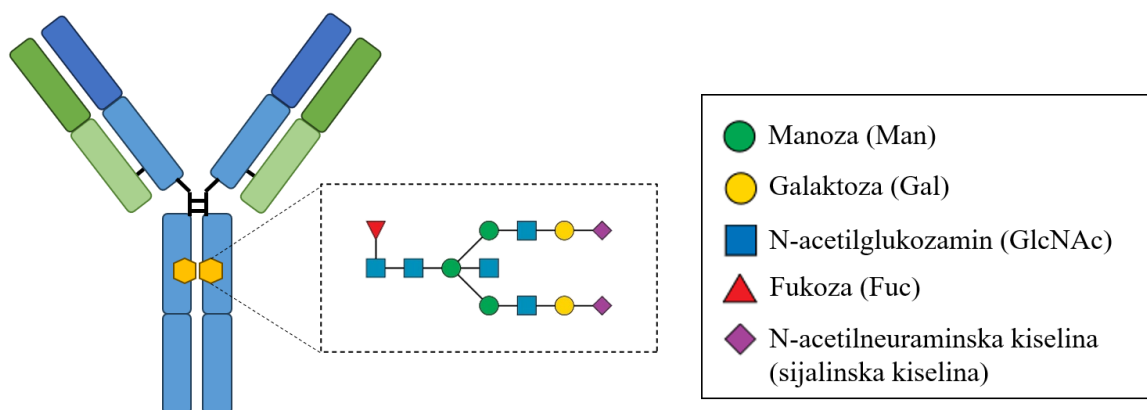 Manoza (Man)
Galaktoza (Gal)
N-acetilglukozamin (GlcNAc)
Fukoza (Fuc)
N-acetilneuraminska kiselina
(sijalinska kiselina)